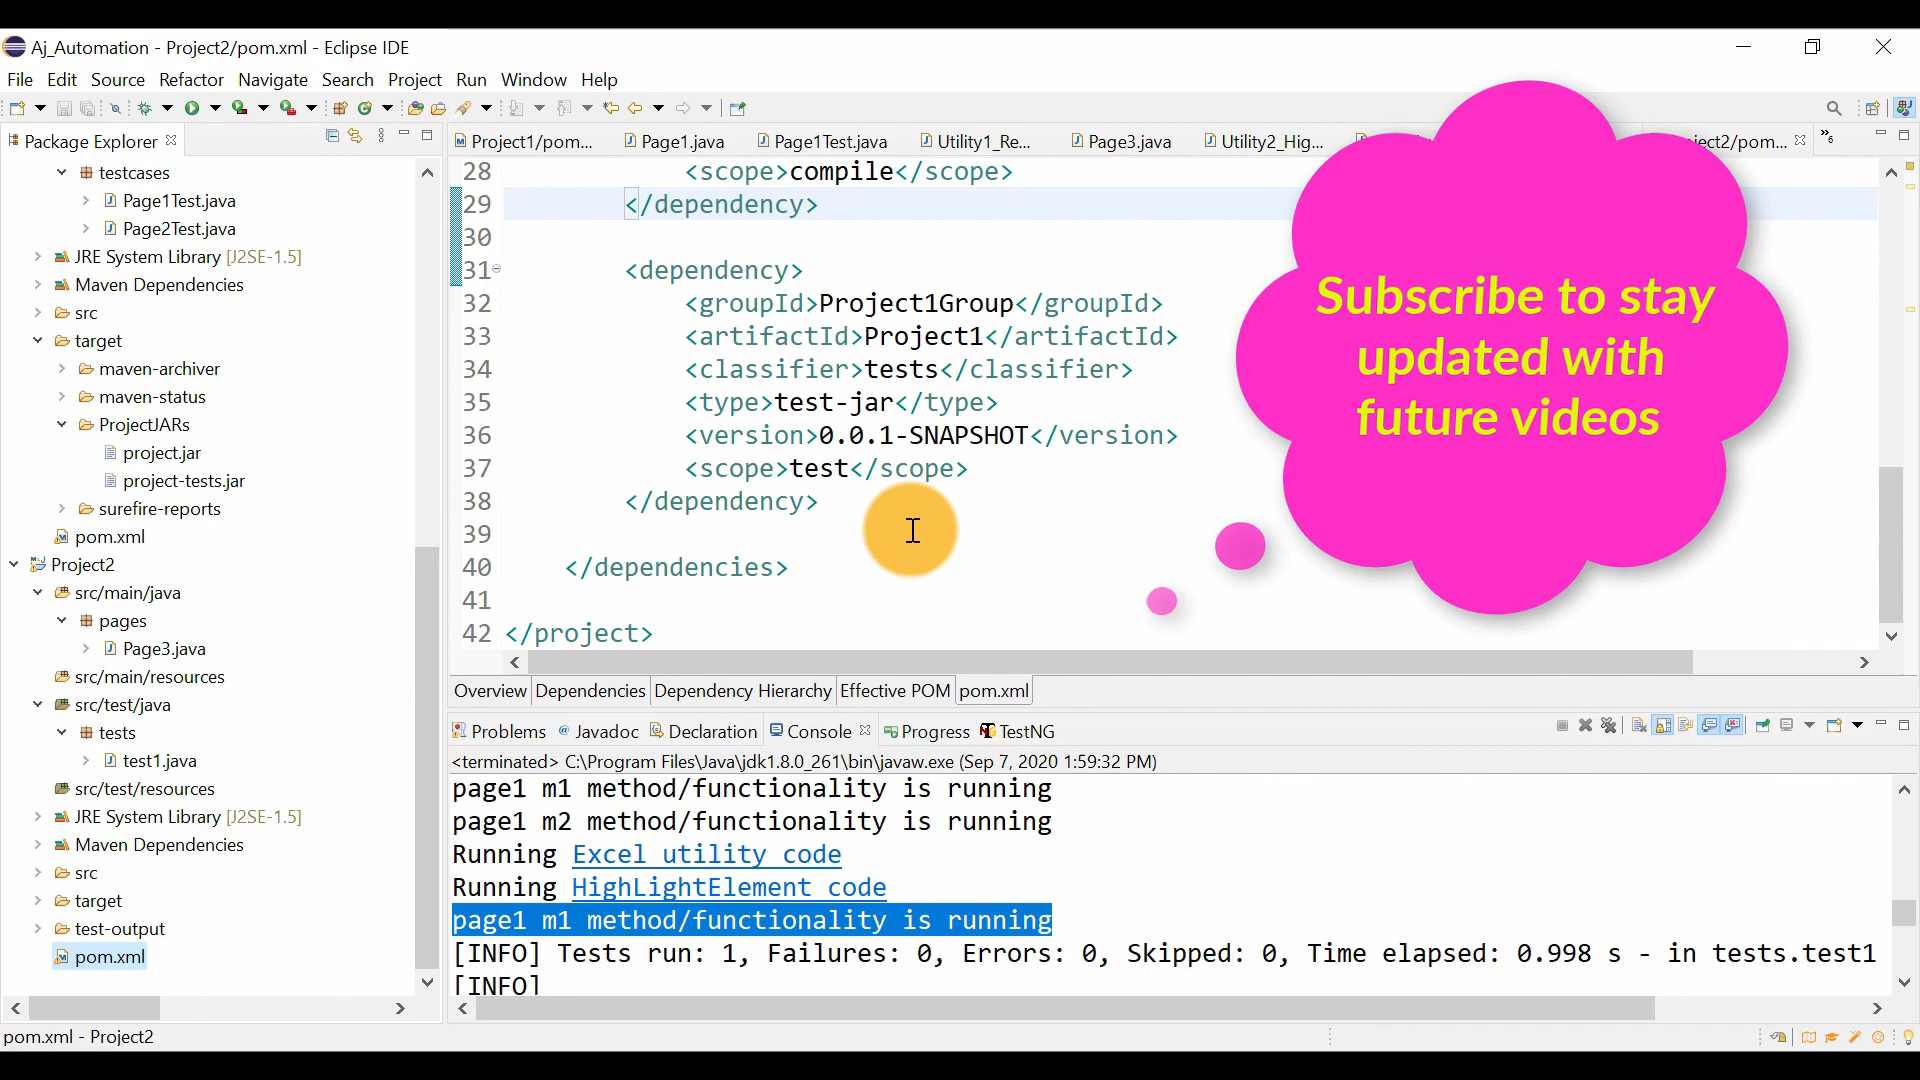 Aj_Automation - Project2/pom.xml - Eclipse IDE
File Edit Source Refactor Navigate Search Project Run Window Help
Package Explorer
testcases
Page1Test.java
Page2Test.java
JRE System Library [J2SE-1.5]
Maven Dependencies
src
target
maven-archiver
maven-status
ProjectJARs
project.jar
project-tests.jar
surefire-reports
pom.xml
Project2
src/main/java
pages
Page3.java
src/main/resources
src/test/java
tests
test1.java
src/test/resources
JRE System Library [J2SE-1.5]
Maven Dependencies
src
target
test-output
pom.xml
Project1/pom... Page1.java Page1Test.java Utility1_Re... Page3.java Utility2_Hig... ject2/pom... »6
28 <scope>compile</scope>
29 </dependency>
30
31 <dependency>
32 <groupId>Project1Group</groupId>
33 <artifactId>Project1</artifactId>
34 <classifier>tests</classifier>
35 <type>test-jar</type>
36 <version>0.0.1-SNAPSHOT</version>
37 <scope>test</scope>
38 </dependency>
39
40 </dependencies>
41
42 </project>
Subscribe to stay
updated with
future videos
Overview Dependencies Dependency Hierarchy Effective POM pom.xml
Problems Javadoc Declaration Console Progress TestNG
<terminated> C:\Program Files\Java\jdk1.8.0_261\bin\javaw.exe (Sep 7, 2020 1:59:32 PM)
page1 m1 method/functionality is running
page1 m2 method/functionality is running
Running Excel utility code
Running HighLightElement code
page1 m1 method/functionality is running
[INFO] Tests run: 1, Failures: 0, Errors: 0, Skipped: 0, Time elapsed: 0.998 s - in tests.test1
[INFO]
pom.xml - Project2